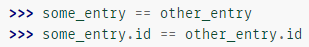 >>> some_entry == other_entry
>>> some_entry.id == other_entry.id